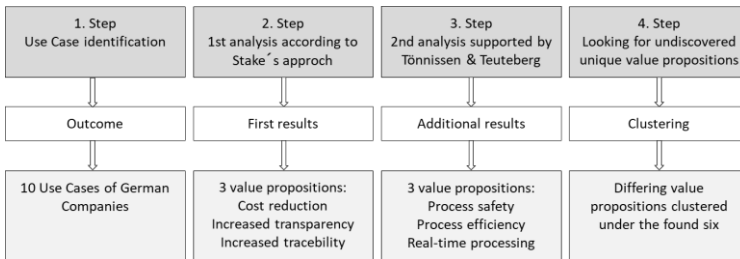 1. Step
Use Case identification
2. Step
1st analysis according to
Stake´s approch
3. Step
2nd analysis supported by
Tönnissen & Teuteberg
4. Step
Looking for undiscovered
unique value propositions
Outcome
First results
Additional results
Clustering
10 Use Cases of German
Companies
3 value propositions:
Cost reduction
Increased transparency
Increased tracebility
3 value propositions:
Process safety
Process efficiency
Real-time processing
Differing value
propositions clustered
under the found six